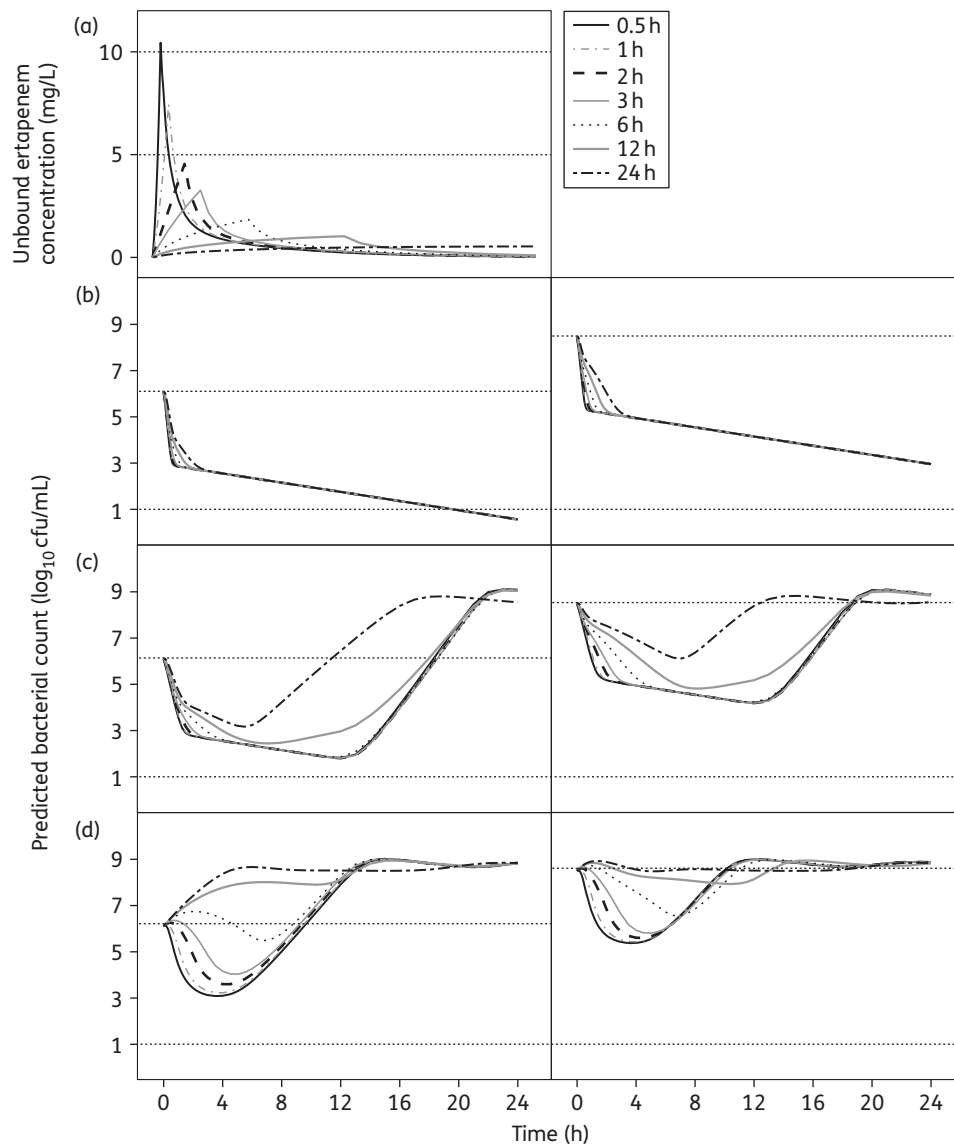 (a)
Unbound ertapenem
concentration (mg/L)
10
5
0
0.5 h
1 h
2 h
3 h
6 h
12 h
24 h
Predicted bacterial count (log10 cfu/mL)
(b)
9
7
5
3
1
(c)
9
7
5
3
1
(d)
9
7
5
3
1
0 4 8 12 16 20 24 0 4 8 12 16 20 24
Time (h)